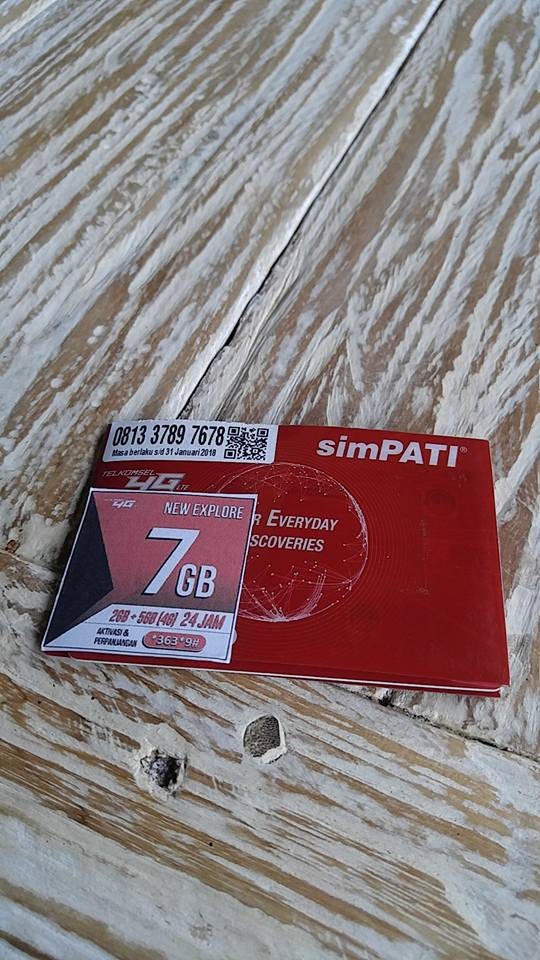 0813 3789 7678
Masa berlaku s/d 31 Januari 2018
simPATI®
TELKOMSEL
4G LTE
4G
NEW EXPLORE
7GB
EVERYDAY
2GB + 5GB (4G) 24 JAM
AKTIVASI &
PERPANJANGAN
*363*9#